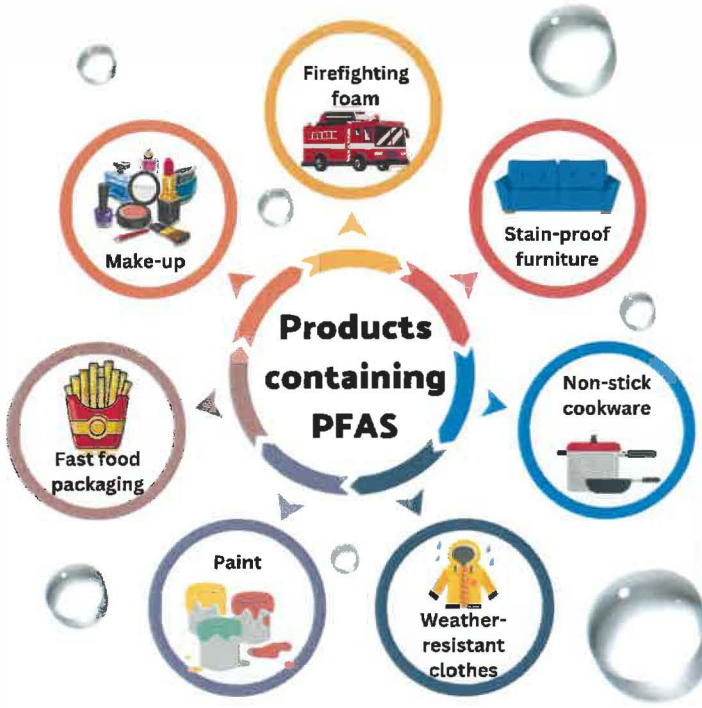 Products
containing
PFAS
Firefighting
foam
Stain-proof
furniture
Non-stick
cookware
Weather-
resistant
clothes
Paint
Fast food
packaging
Make-up